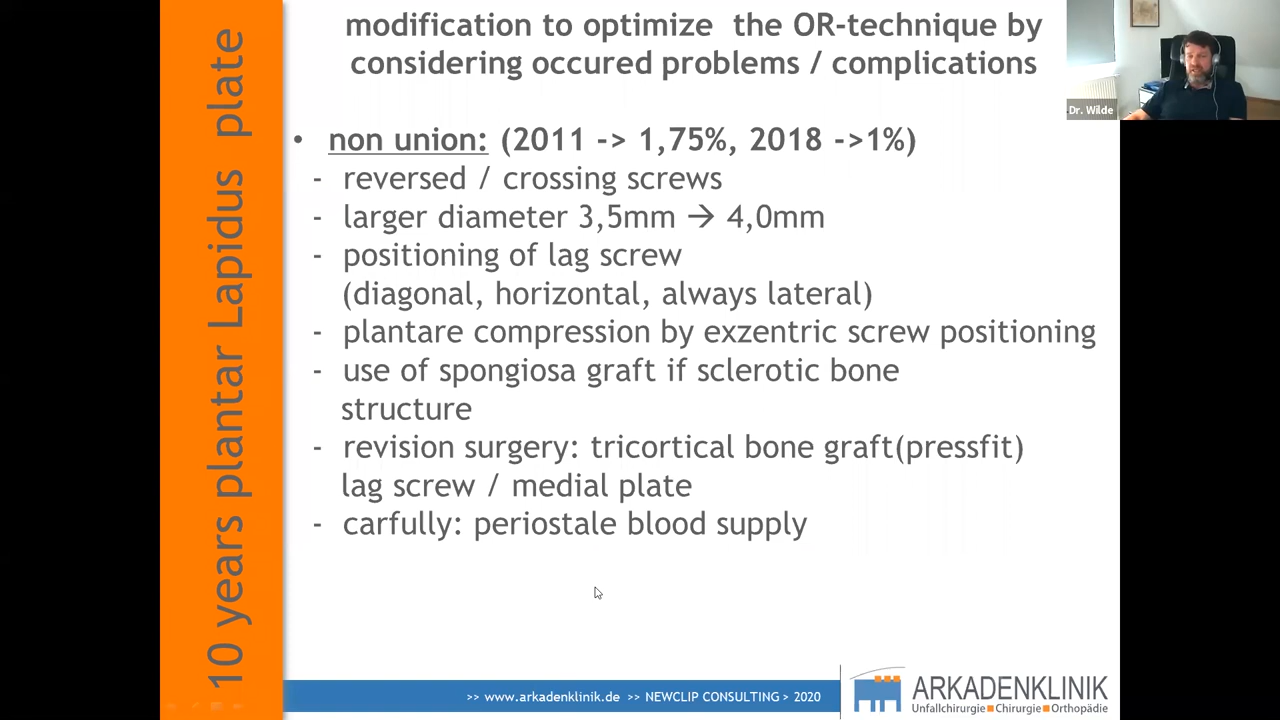 10 years plantar Lapidus plate
modification to optimize the OR-technique by
considering occured problems / complications
• non union: (2011 -> 1,75%, 2018 ->1%)
- reversed / crossing screws
- larger diameter 3,5mm → 4,0mm
- positioning of lag screw
(diagonal, horizontal, always lateral)
- plantare compression by exzentric screw positioning
- use of spongiosa graft if sclerotic bone
structure
- revision surgery: tricortical bone graft(pressfit)
lag screw / medial plate
- carfully: periostale blood supply
Dr. Wilde
>> www.arkadenklinik.de >> NEWCLIP CONSULTING > 2020
ARKADENKLINIK
Unfallchirurgie ■ Chirurgie ■ Orthopädie